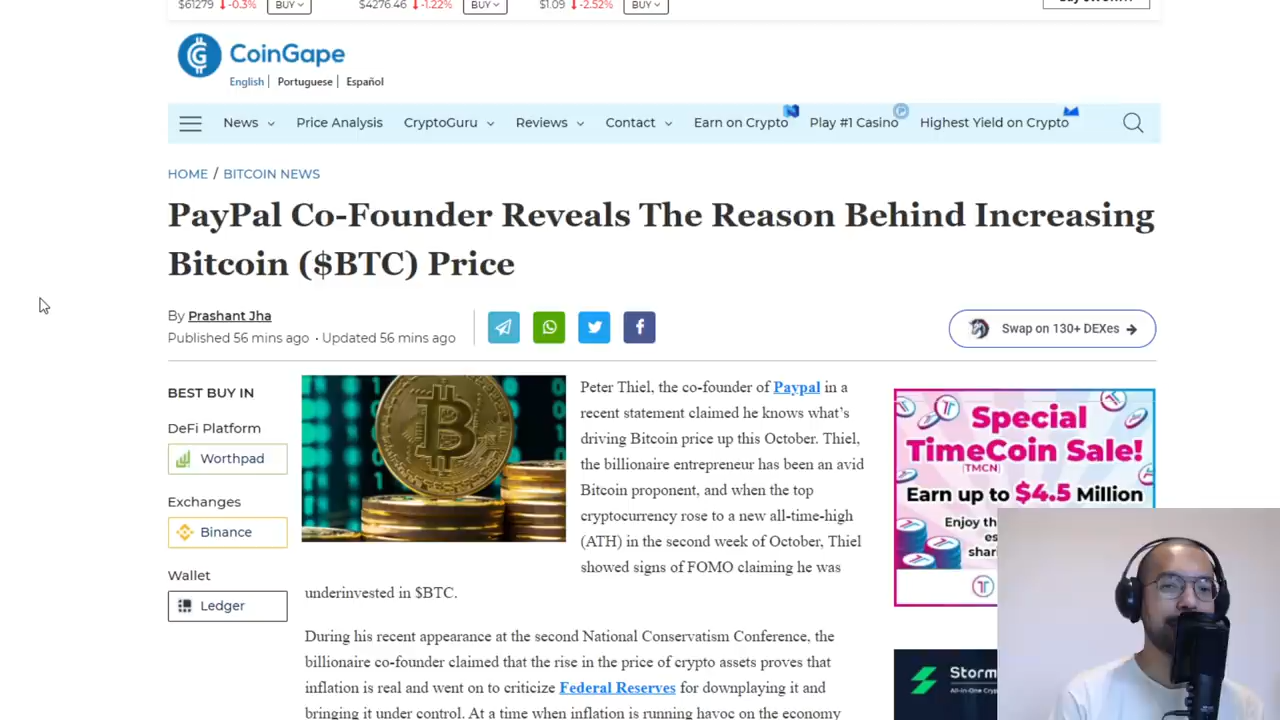 $61279 -0.3% BUY $4276.46 -1.22% BUY $1.09 -2.52% BUY
CoinGape
English | Portuguese | Español
News Price Analysis CryptoGuru Reviews Contact Earn on Crypto Play #1 Casino Highest Yield on Crypto
HOME / BITCOIN NEWS
PayPal Co-Founder Reveals The Reason Behind Increasing
Bitcoin ($BTC) Price
By Prashant Jha
Published 56 mins ago · Updated 56 mins ago
Swap on 130+ DEXes →
BEST BUY IN
DeFi Platform
Worthpad
Exchanges
Binance
Wallet
Ledger
Peter Thiel, the co-founder of Paypal in a
recent statement claimed he knows what's
driving Bitcoin price up this October. Thiel,
the billionaire entrepreneur has been an avid
Bitcoin proponent, and when the top
cryptocurrency rose to a new all-time-high
(ATH) in the second week of October, Thiel
showed signs of FOMO claiming he was
underinvested in $BTC.
During his recent appearance at the second National Conservatism Conference, the
billionaire co-founder claimed that the rise in the price of crypto assets proves that
inflation is real and went on to criticize Federal Reserves for downplaying it and
bringing it under control. At a time when inflation is running havoc on the economy
Special
TimeCoin Sale!
(TMCN)
Earn up to $4.5 Million
Enjoy th
es
shar
Storm